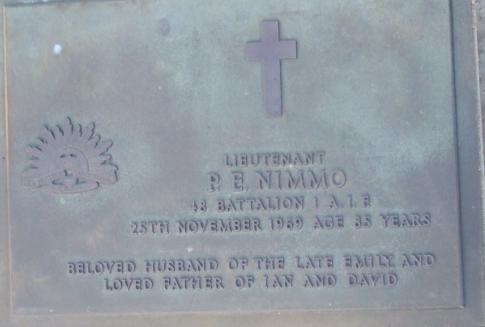 LIEUTENANT
P. E. NIMMO
48 BATTALION 1 A. I. F.
25TH NOVEMBER 1969 AGE 85 YEARS
BELOVED HUSBAND OF THE LATE EMILY AND
LOVED FATHER OF IAN AND DAVID